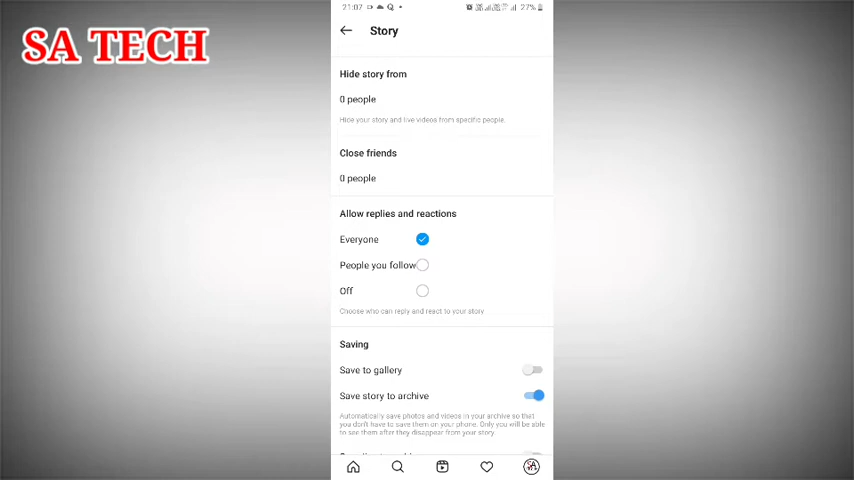 SA TECH
21:07
27%
Story
Hide story from
0 people
Hide your story and live videos from specific people.
Close friends
0 people
Allow replies and reactions
Everyone
People you follow
Off
Choose who can reply and react to your story
Saving
Save to gallery
Save story to archive
Automatically save photos and videos in your archive so that
you don't have to save them on your phone. Only you will be able
to see them after they disappear from your story.